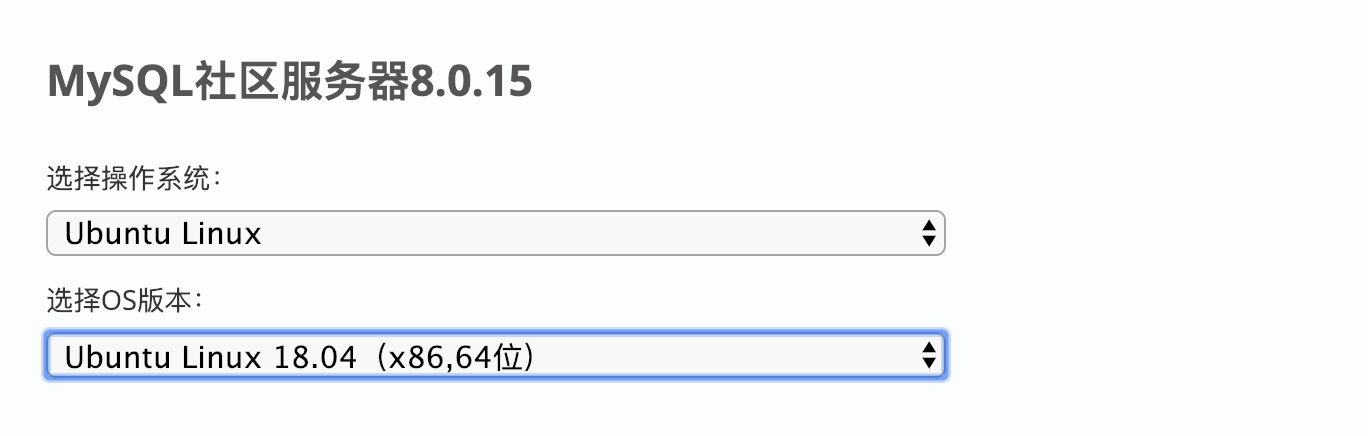 MySQL社区服务器8.0.15
选择操作系统：
Ubuntu Linux
选择OS版本：
Ubuntu Linux 18.04（x86,64位）